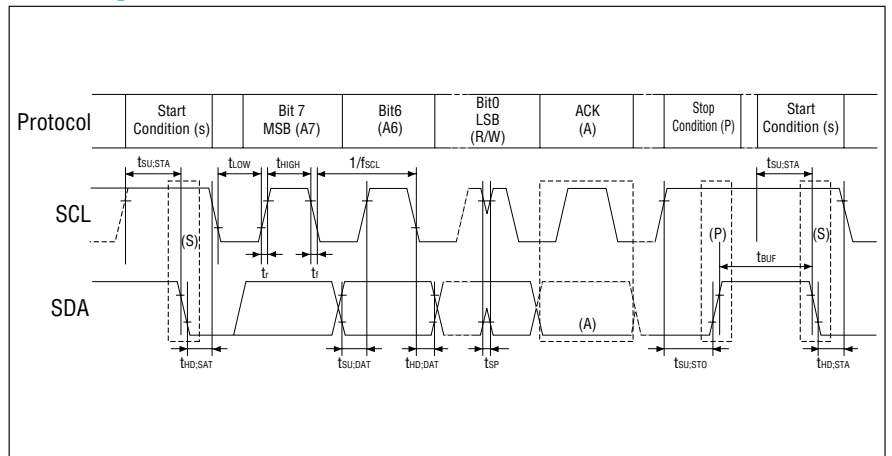 Protocol
Start
Condition (s)
Bit 7
MSB (A7)
Bit6
(A6)
Bit0
LSB
(R/W)
ACK
(A)
Stop
Condition (P)
Start
Condition (s)
tSU;STA
tLOW
tHIGH
1/fSCL
tSU;STA
SCL
(S)
(P)
(S)
tBUF
tr
tf
SDA
(A)
tHD;SAT
tSU;DAT
tHD;DAT
tSP
tSU;STO
tHD;STA